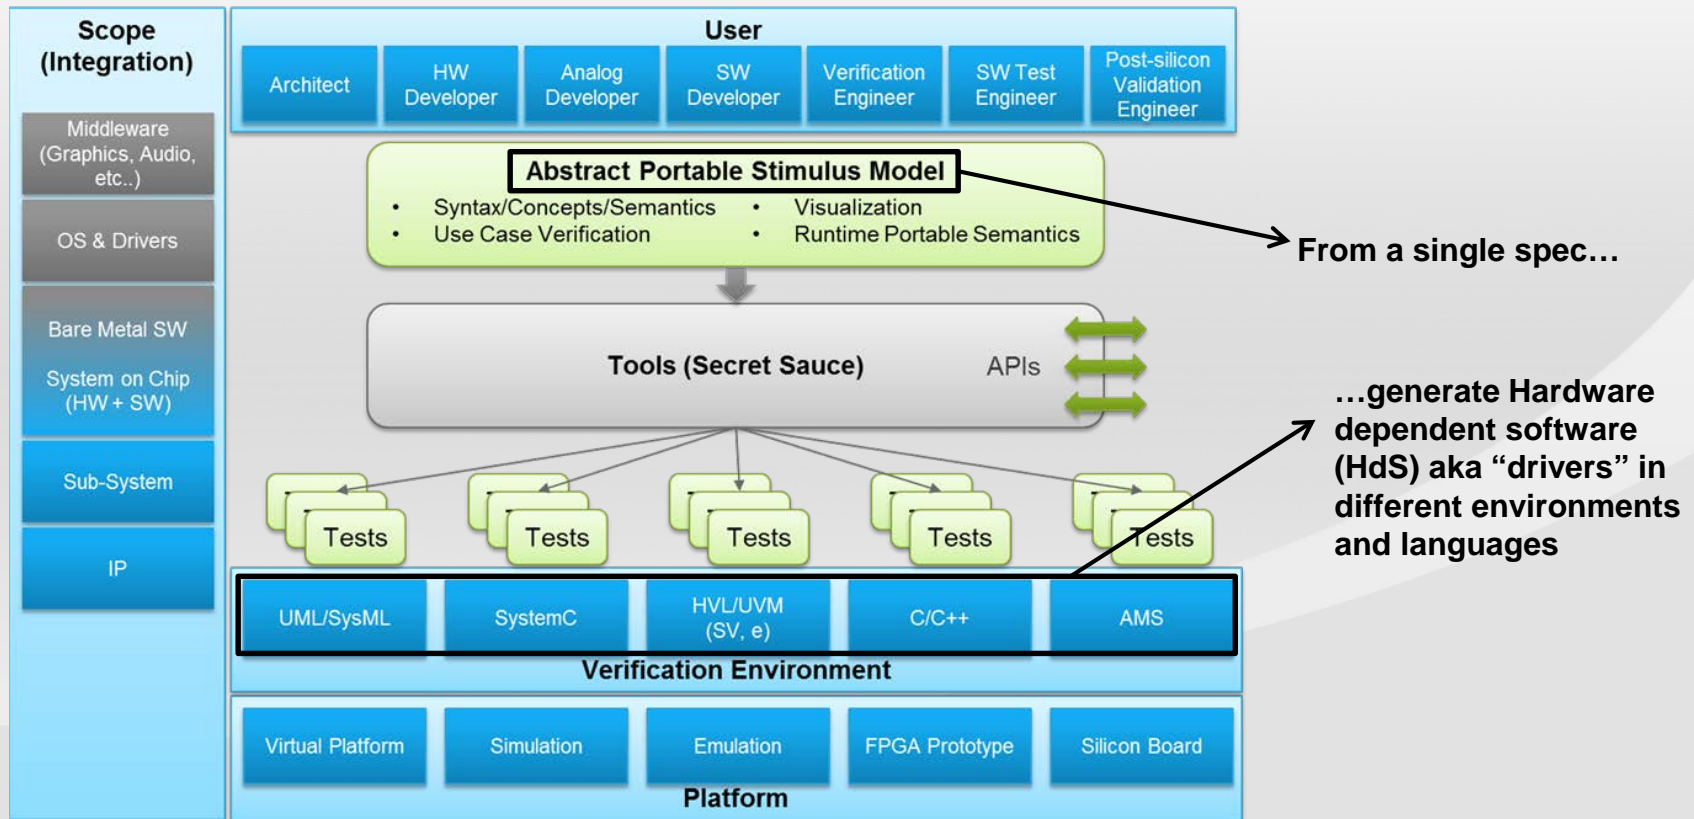 Scope
(Integration)
Middleware
(Graphics, Audio,
etc..)
OS & Drivers
Bare Metal SW
System on Chip
(HW + SW)
Sub-System
IP
User
Architect
HW
Developer
Analog
Developer
SW
Developer
Verification
Engineer
SW Test
Engineer
Post-silicon
Validation
Engineer
Abstract Portable Stimulus Model
• Syntax/Concepts/Semantics
• Use Case Verification
• Visualization
• Runtime Portable Semantics
From a single spec…
Tools (Secret Sauce)
APIs
…generate Hardware
dependent software
(HdS) aka “drivers” in
different environments
and languages
Tests
Tests
Tests
Tests
Tests
UML/SysML
SystemC
HVL/UVM
(SV, e)
C/C++
AMS
Verification Environment
Virtual Platform
Simulation
Emulation
FPGA Prototype
Silicon Board
Platform